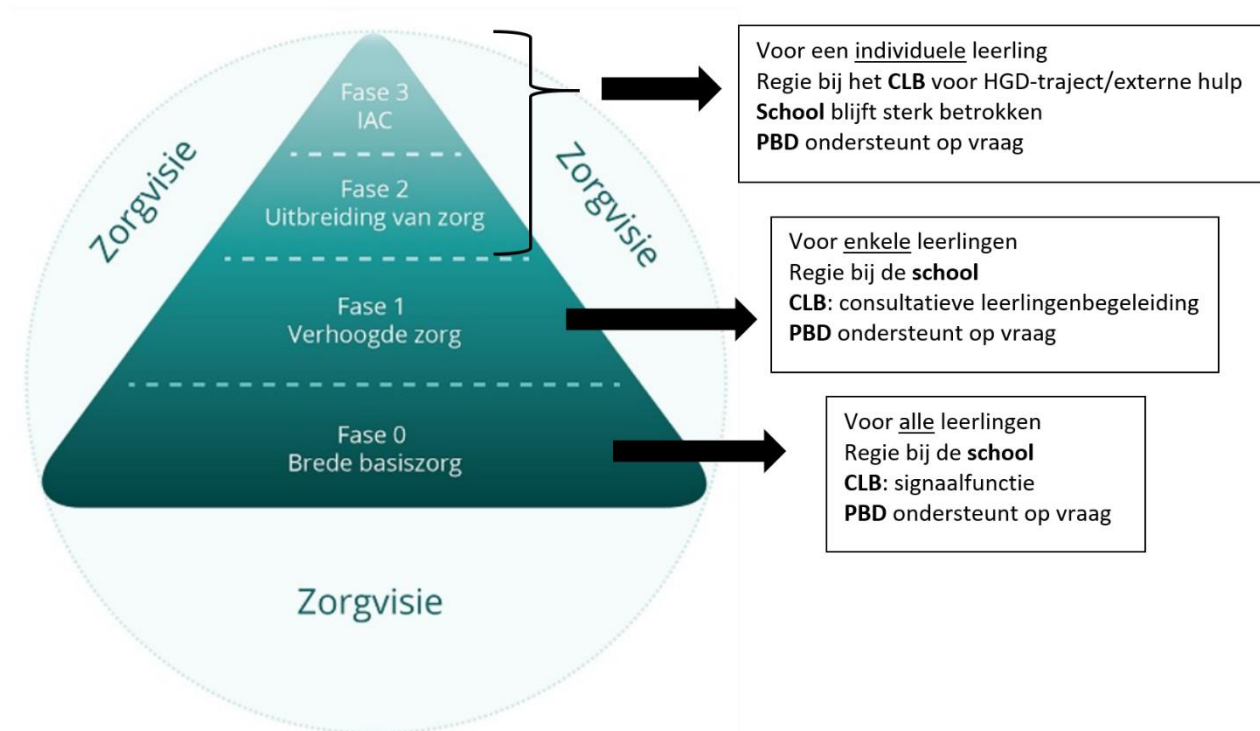 Fase 3
IAC
Fase 2
Uitbreiding van zorg
Fase 1
Verhoogde zorg
Fase 0
Brede basiszorg
Zorgvisie
Zorgvisie
Zorgvisie
Voor een individuele leerling
Regie bij het CLB voor HGD-traject/externe hulp
School blijft sterk betrokken
PBD ondersteunt op vraag
Voor enkele leerlingen
Regie bij de school
CLB: consultatieve leerlingenbegeleiding
PBD ondersteunt op vraag
Voor alle leerlingen
Regie bij de school
CLB: signaalfunctie
PBD ondersteunt op vraag